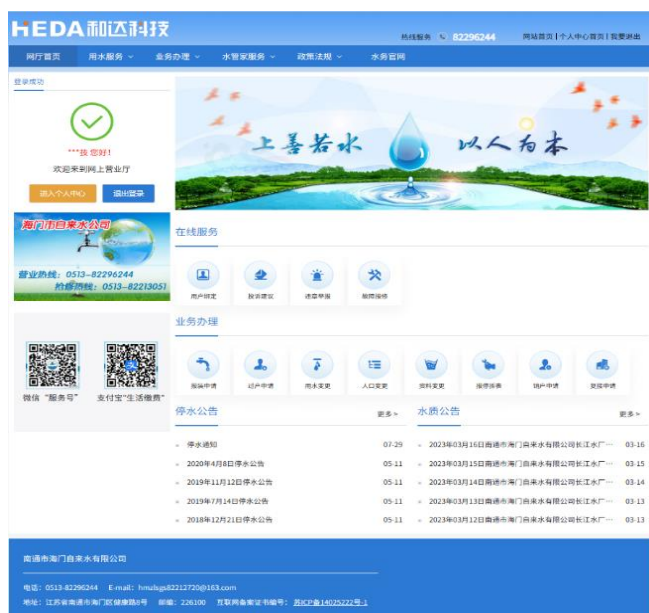 HEDA和达科技
热线服务 82296244 网站首页 | 个人中心首页 | 我要退出
网厅首页 用水服务 业务办理 水管家服务 政策法规 水务官网
登录成功
***技 您好!
欢迎来到网上营业厅
进入个人中心 退出登录
上善若水 以人为本
海门市自来水公司
营业热线：0513-82296244
抢修热线：0513-82213051
微信“服务号” 支付宝“生活缴费”
在线服务
用户绑定 投诉建议 违章举报 故障报修
业务办理
报装申请 过户申请 用水变更 人口变更 资料变更 报停拆表 销户申请
停水公告 更多>
停水通知 07-29
2020年4月8日停水公告 05-11
2019年11月12日停水公告 05-11
2019年7月14日停水公告 05-11
2018年12月21日停水公告 05-11
水质公告 更多>
2023年03月16日南通市海门自来水有限公司长江水厂… 03-16
2023年03月15日南通市海门自来水有限公司长江水厂… 03-15
2023年03月14日南通市海门自来水有限公司长江水厂… 03-14
2023年03月13日南通市海门自来水有限公司长江水厂… 03-13
2023年03月12日南通市海门自来水有限公司长江水厂… 03-13
南通市海门自来水有限公司
电话：0513-82296244 E-mail：hmzlsgs82212720@163.com
地址：江苏省南通市海门区健康路8号 邮编：226100 互联网备案证书编号：苏ICP备14025222号-1